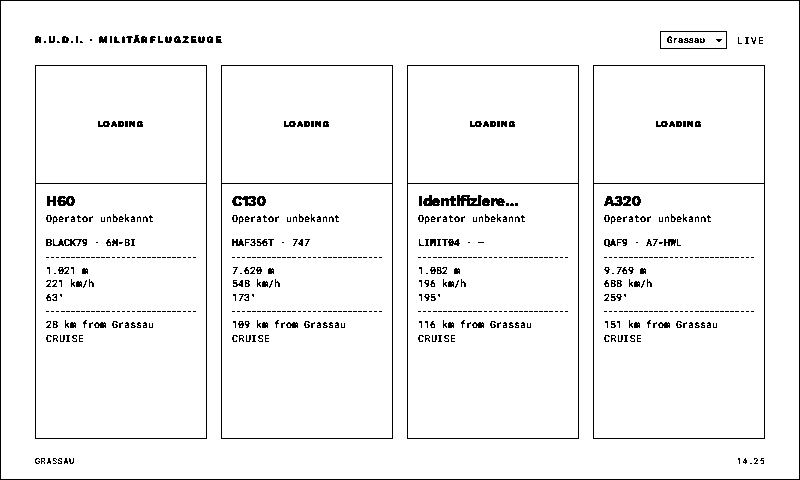 R.U.D.I. · MILITÄRFLUGZEUGE
Grassau
LIVE
LOADING
H60
Operator unbekannt
BLACK79 · 6M-BI
1.021 m
221 km/h
63°
28 km from Grassau
CRUISE
LOADING
C130
Operator unbekannt
HAF356T · 747
7.620 m
548 km/h
173°
109 km from Grassau
CRUISE
LOADING
Identifiziere...
Operator unbekannt
LIMIT04 · —
1.082 m
196 km/h
195°
116 km from Grassau
CRUISE
LOADING
A320
Operator unbekannt
QAF9 · A7-HWL
9.769 m
688 km/h
259°
151 km from Grassau
CRUISE
GRASSAU
14.25